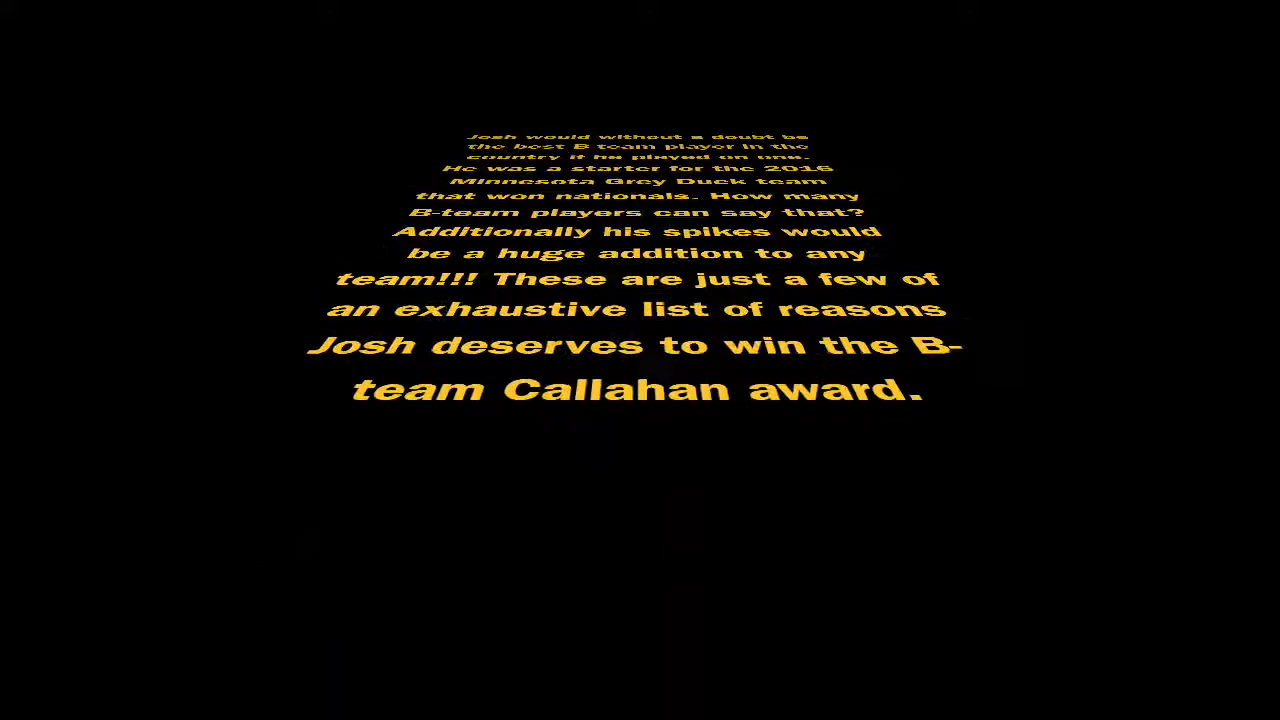 Josh would without a doubt be
the best B team player in the
country if he played on one.
He was a starter for the 2016
Minnesota Grey Duck team
that won nationals. How many
B-team players can say that?
Additionally his spikes would
be a huge addition to any
team!!! These are just a few of
an exhaustive list of reasons
Josh deserves to win the B-
team Callahan award.